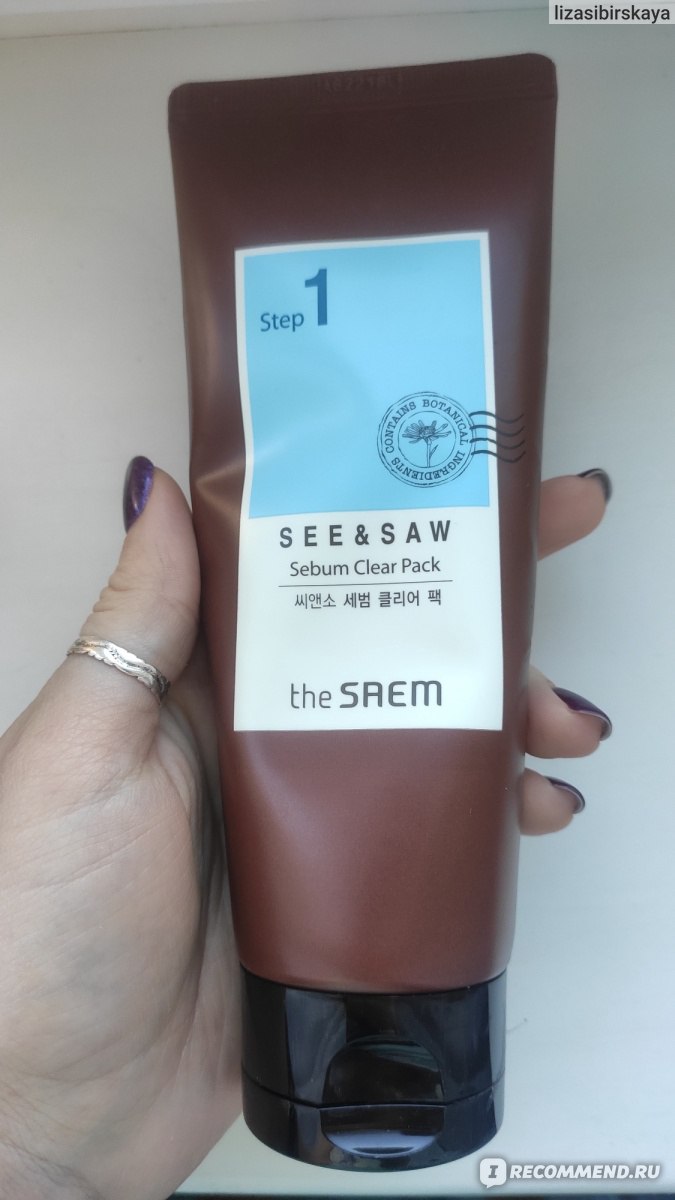 lizasibirskaya
Step 1
CONTAINS BOTANICAL INGREDIENTS
SEE & SAW
Sebum Clear Pack
씨앤소 세범 클리어 팩
the SAEM
IRECOMMEND.RU